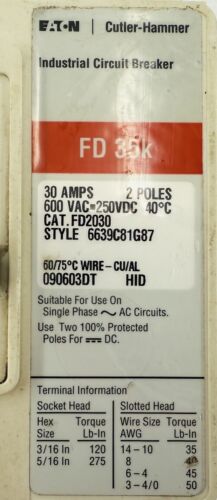 EATON | Cutler-Hammer
Industrial Circuit Breaker
FD 35k
30 AMPS 2 POLES
600 VAC=250VDC 40°C
CAT.FD2030
STYLE 6639C81G87
60/75°C WIRE-CU/AL
090603DT HID
Suitable For Use On
Single Phase ~ AC Circuits.
Use Two 100% Protected
Poles For ⎓ DC.
Terminal Information
Socket Head Slotted Head
Hex Torque Wire Size Torque
Size Lb-In AWG Lb-In
3/16 In 120 14-10 35
5/16 In 275 8 40
6-4 45
3-4/0 50